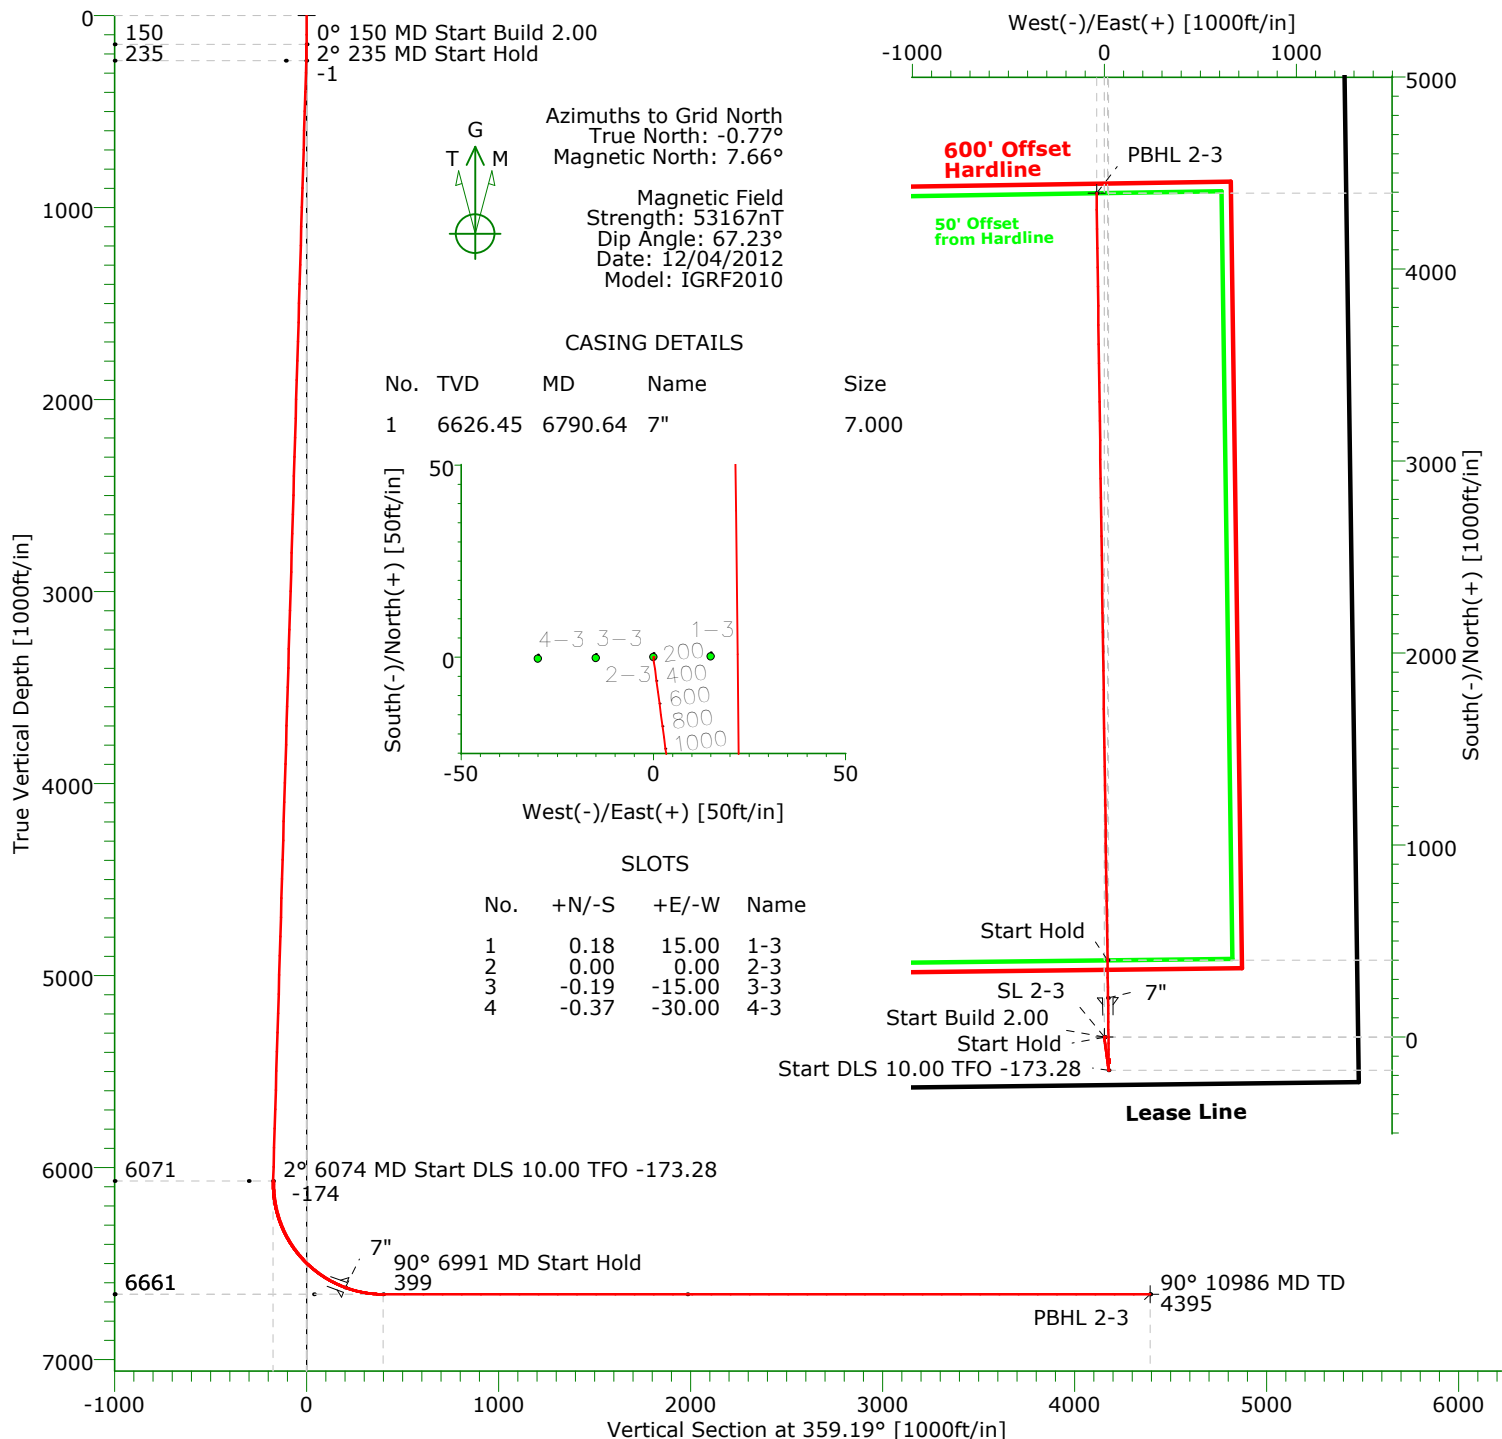 0
150
0° 150 MD Start Build 2.00
235
2° 235 MD Start Hold
-1
1000
2000
3000
4000
5000
6000
7000
True Vertical Depth [1000ft/in]
6071
2° 6074 MD Start DLS 10.00 TFO -173.28
-174
7"
90° 6991 MD Start Hold
399
6661
90° 10986 MD TD
4395
PBHL 2-3
-1000
0
1000
2000
3000
4000
5000
6000
Vertical Section at 359.19° [1000ft/in]
G
T
M
Azimuths to Grid North
True North: -0.77°
Magnetic North: 7.66°
Magnetic Field
Strength: 53167nT
Dip Angle: 67.23°
Date: 12/04/2012
Model: IGRF2010
CASING DETAILS
No. TVD MD Name Size
1 6626.45 6790.64 7" 7.000
South(-)/North(+) [50ft/in]
50
0
4-3
3-3
2-3
1-3
200
400
600
800
1000
-50
0
50
West(-)/East(+) [50ft/in]
SLOTS
No. +N/-S +E/-W Name
1 0.18 15.00 1-3
2 0.00 0.00 2-3
3 -0.19 -15.00 3-3
4 -0.37 -30.00 4-3
West(-)/East(+) [1000ft/in]
-1000
0
1000
600' Offset
Hardline
PBHL 2-3
50' Offset
from Hardline
5000
4000
3000
2000
1000
0
South(-)/North(+) [1000ft/in]
Start Hold
SL 2-3
7"
Start Build 2.00
Start Hold
Start DLS 10.00 TFO -173.28
Lease Line